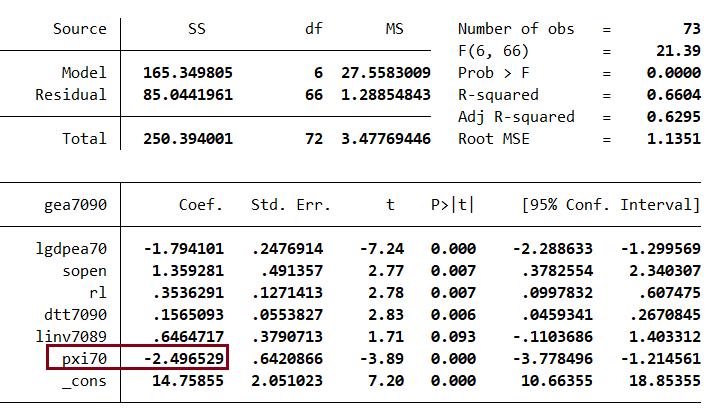 Source SS df MS Number of obs = 73
F(6, 66) = 21.39
Model 165.349805 6 27.5583009 Prob > F = 0.0000
Residual 85.0441961 66 1.28854843 R-squared = 0.6604
Adj R-squared = 0.6295
Total 250.394001 72 3.47769446 Root MSE = 1.1351
gea7090 Coef. Std. Err. t P>|t| [95% Conf. Interval]
lgdpea70 -1.794101 .2476914 -7.24 0.000 -2.288633 -1.299569
sopen 1.359281 .491357 2.77 0.007 .3782554 2.340307
rl .3536291 .1271413 2.78 0.007 .0997832 .607475
dtt7090 .1565093 .0553827 2.83 0.006 .0459341 .2670845
linv7089 .6464717 .3790713 1.71 0.093 -.1103686 1.403312
pxi70 -2.496529 .6420866 -3.89 0.000 -3.778496 -1.214561
_cons 14.75855 2.051023 7.20 0.000 10.66355 18.85355